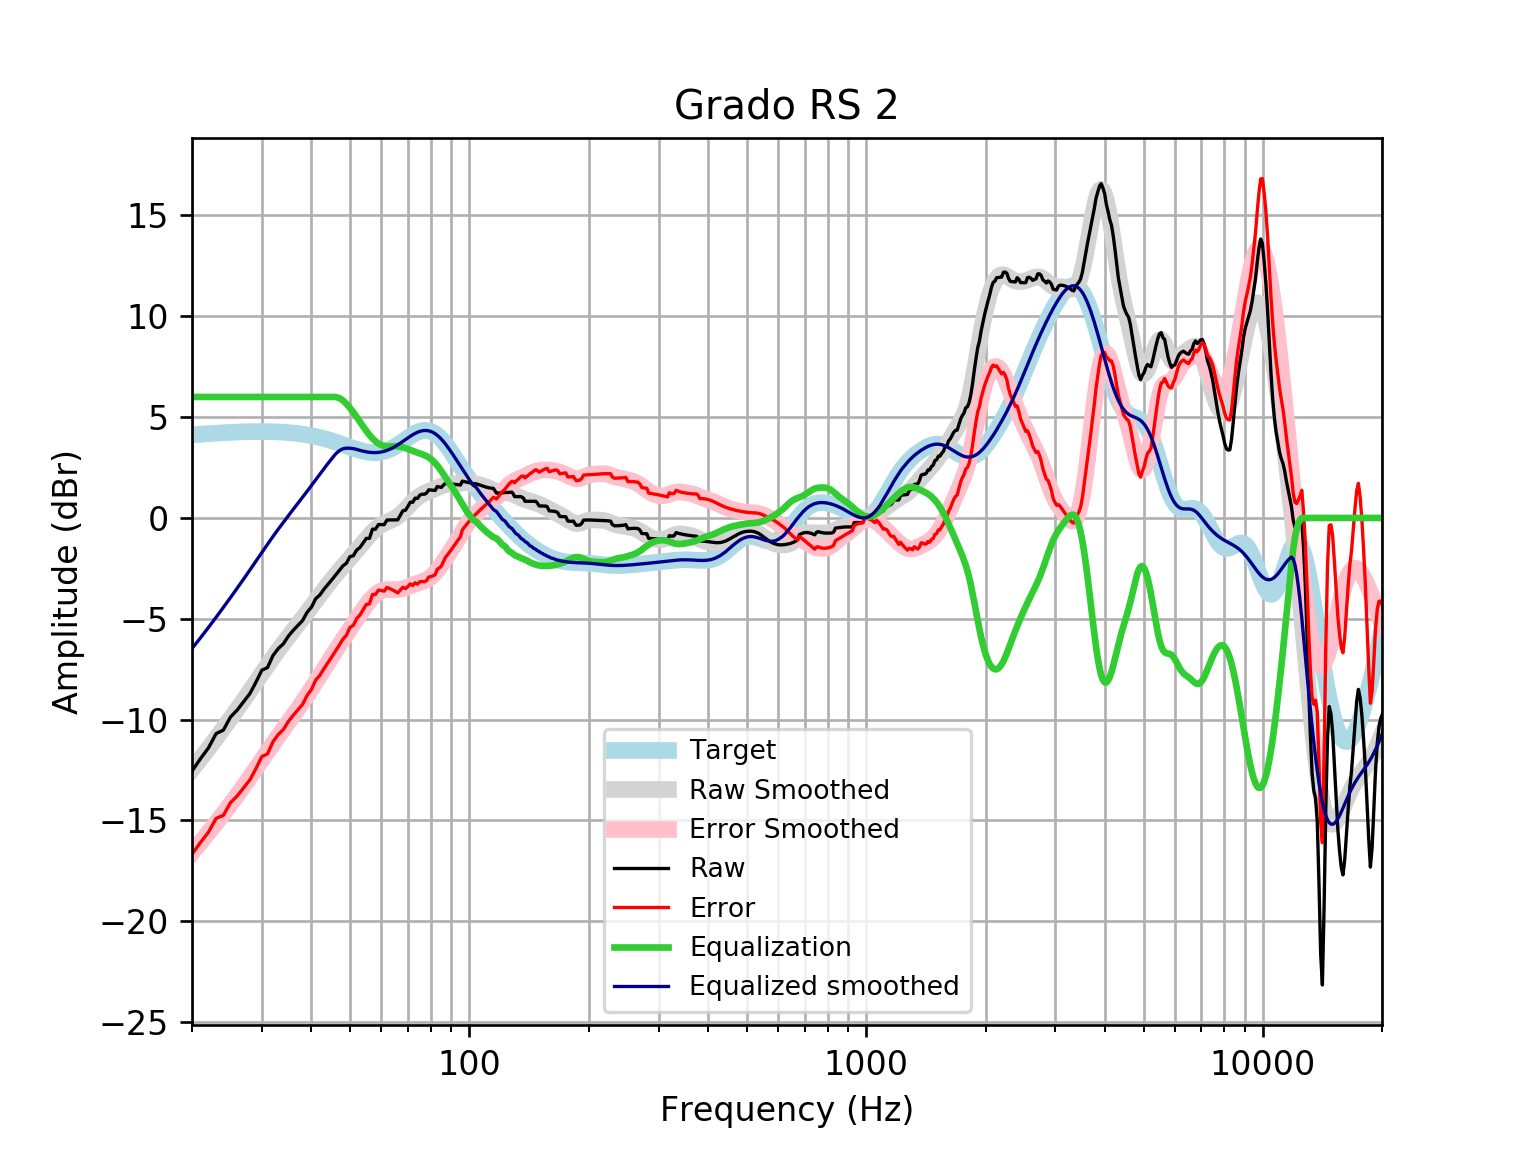 Grado RS 2
15
10
5
0
−5
−10
−15
−20
−25
Amplitude (dBr)
Target
Raw Smoothed
Error Smoothed
Raw
Error
Equalization
Equalized smoothed
100
1000
10000
Frequency (Hz)